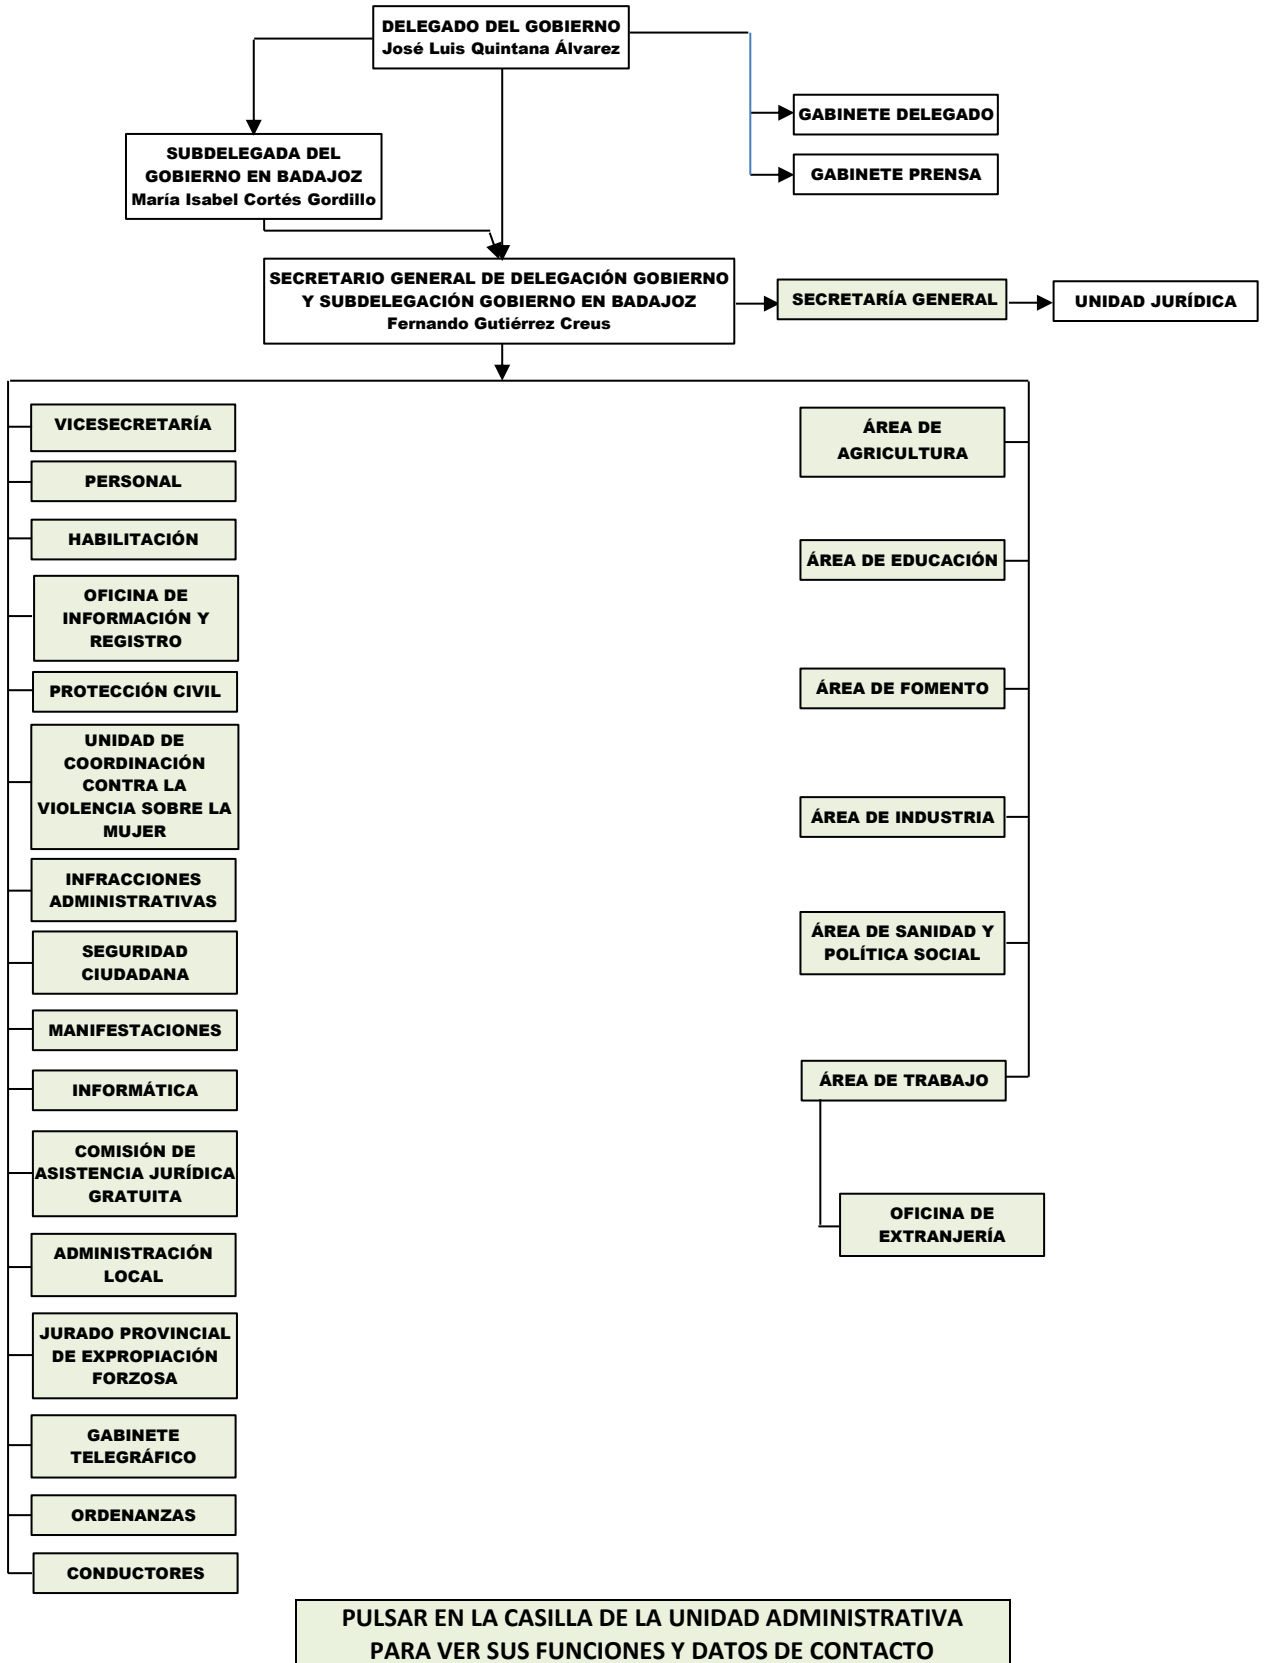 DELEGADO DEL GOBIERNO
José Luis Quintana Álvarez
GABINETE DELEGADO
SUBDELEGADA DEL
GOBIERNO EN BADAJOZ
María Isabel Cortés Gordillo
GABINETE PRENSA
SECRETARIO GENERAL DE DELEGACIÓN GOBIERNO
Y SUBDELEGACIÓN GOBIERNO EN BADAJOZ
Fernando Gutiérrez Creus
SECRETARÍA GENERAL
UNIDAD JURÍDICA
VICESECRETARÍA
PERSONAL
HABILITACIÓN
OFICINA DE
INFORMACIÓN Y
REGISTRO
PROTECCIÓN CIVIL
UNIDAD DE
COORDINACIÓN
CONTRA LA
VIOLENCIA SOBRE LA
MUJER
INFRACCIONES
ADMINISTRATIVAS
SEGURIDAD
CIUDADANA
MANIFESTACIONES
INFORMÁTICA
COMISIÓN DE
ASISTENCIA JURÍDICA
GRATUITA
ADMINISTRACIÓN
LOCAL
JURADO PROVINCIAL
DE EXPROPIACIÓN
FORZOSA
GABINETE
TELEGRÁFICO
ORDENANZAS
CONDUCTORES
ÁREA DE
AGRICULTURA
ÁREA DE EDUCACIÓN
ÁREA DE FOMENTO
ÁREA DE INDUSTRIA
ÁREA DE SANIDAD Y
POLÍTICA SOCIAL
ÁREA DE TRABAJO
OFICINA DE
EXTRANJERÍA
PULSAR EN LA CASILLA DE LA UNIDAD ADMINISTRATIVA
PARA VER SUS FUNCIONES Y DATOS DE CONTACTO